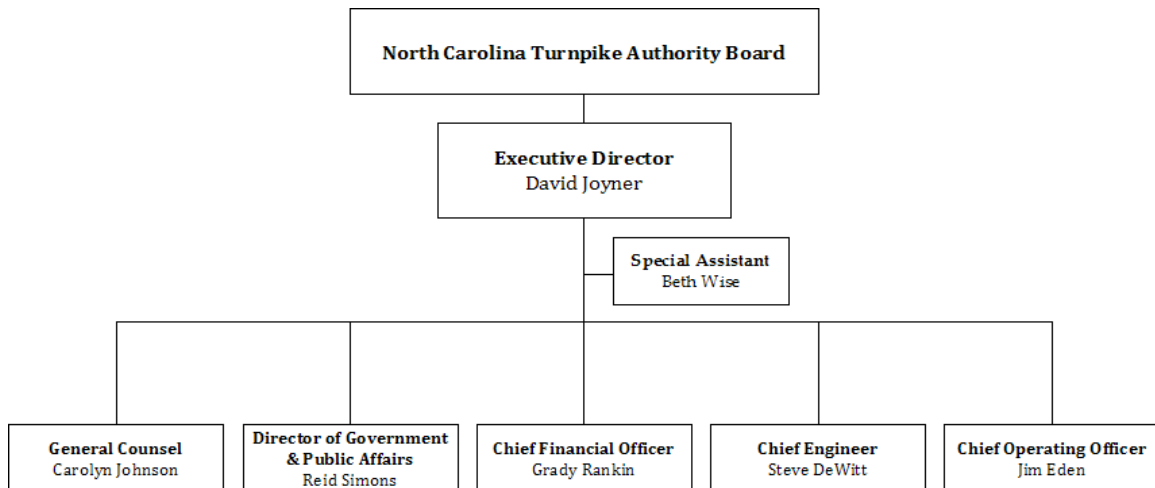 North Carolina Turnpike Authority Board
Executive Director
David Joyner
Special Assistant
Beth Wise
General Counsel
Carolyn Johnson
Director of Government
& Public Affairs
Reid Simons
Chief Financial Officer
Grady Rankin
Chief Engineer
Steve DeWitt
Chief Operating Officer
Jim Eden